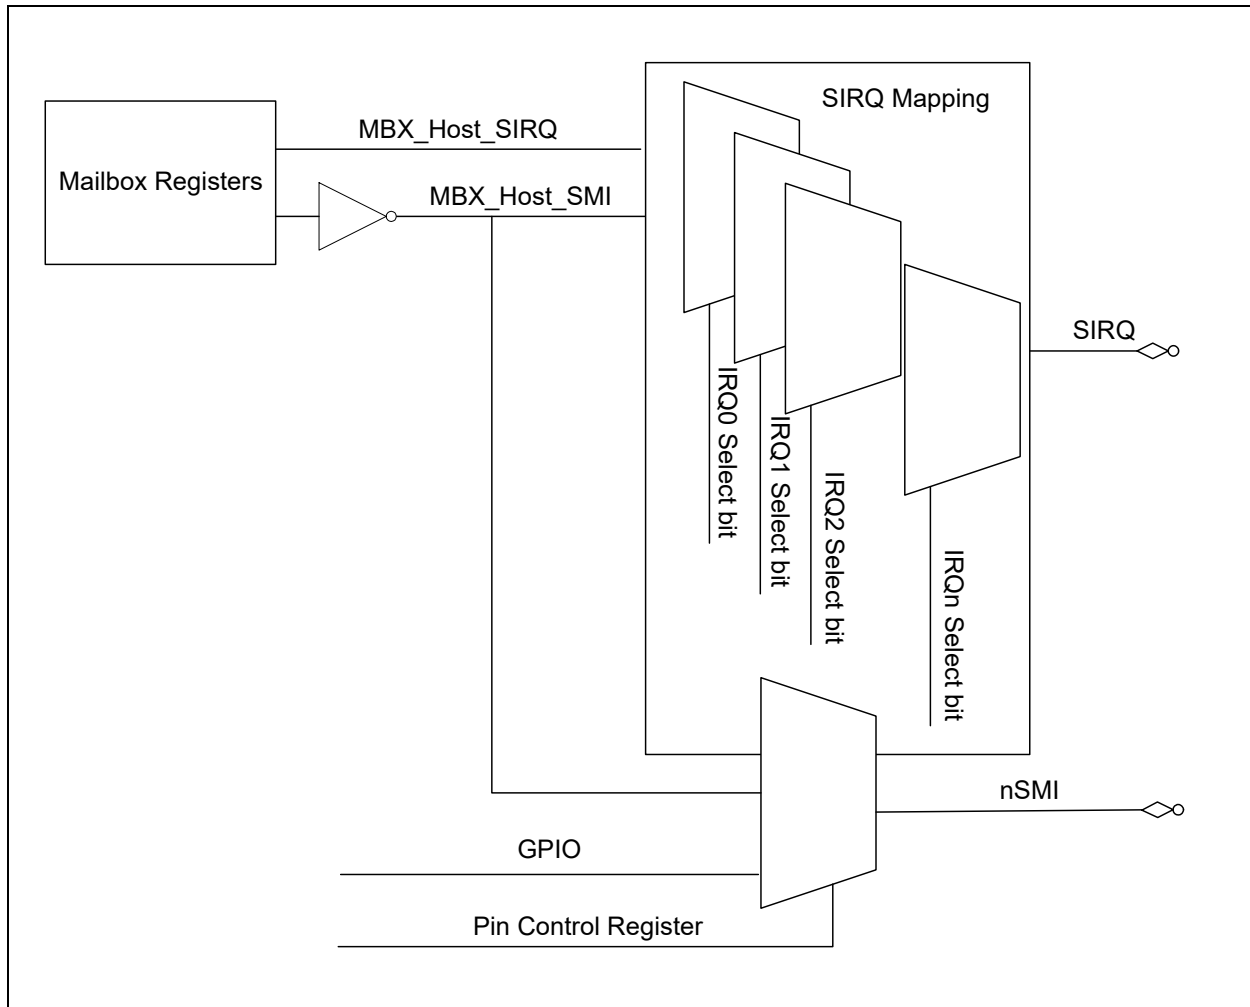 SIRQ Mapping
MBX_Host_SIRQ
Mailbox Registers
MBX_Host_SMI
SIRQ
IRQ0 Select bit
IRQ1 Select bit
IRQ2 Select bit
IRQn Select bit
nSMI
GPIO
Pin Control Register